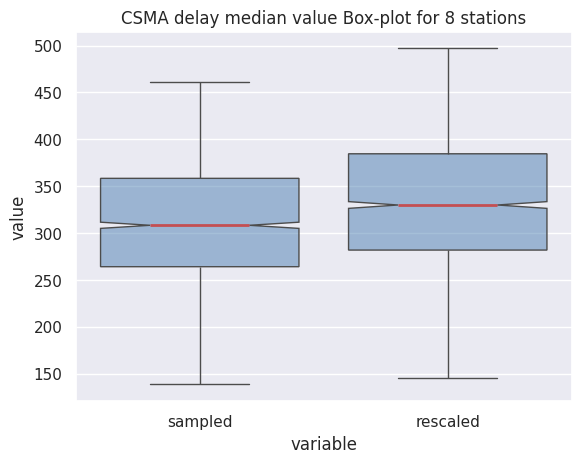 CSMA delay median value Box-plot for 8 stations
500
450
400
350
300
250
200
150
value
sampled
rescaled
variable